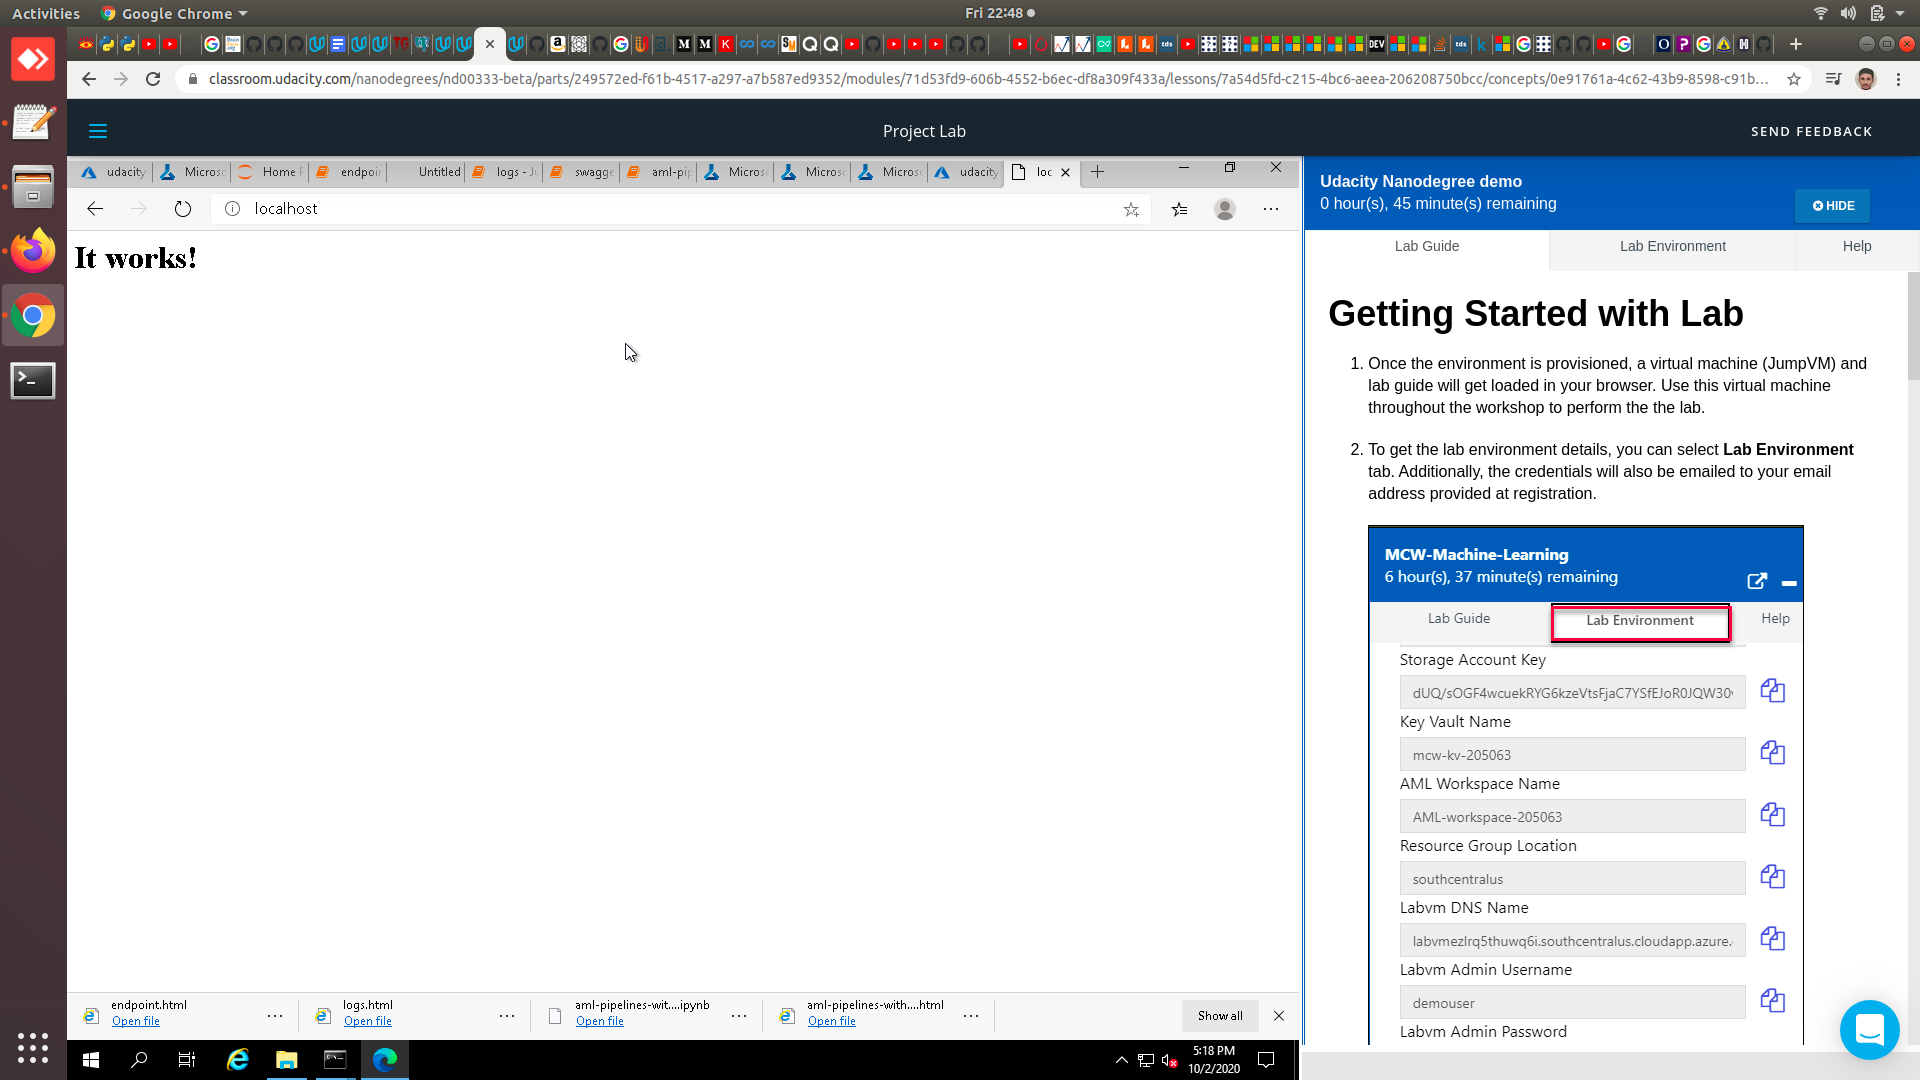 Activities
Google Chrome
Fri 22:48
classroom.udacity.com/nanodegrees/nd00333-beta/parts/249572ed-f61b-4517-a297-a7b587ed9352/modules/71d53fd9-606b-4552-b6ec-df8a309f433a/lessons/7a54d5fd-c215-4bc6-aeea-206208750bcc/concepts/0e91761a-4c62-43b9-8598-c91b...
Project Lab
SEND FEEDBACK
udacity
Microsc
Home
endpoin
Untitled
logs - J
swagge
aml-pip
Microsc
Microsc
Microsc
udacity
loc
localhost
It works!
Udacity Nanodegree demo
0 hour(s), 45 minute(s) remaining
HIDE
Lab Guide
Lab Environment
Help
Getting Started with Lab
1. Once the environment is provisioned, a virtual machine (JumpVM) and
lab guide will get loaded in your browser. Use this virtual machine
throughout the workshop to perform the the lab.
2. To get the lab environment details, you can select Lab Environment
tab. Additionally, the credentials will also be emailed to your email
address provided at registration.
MCW-Machine-Learning
6 hour(s), 37 minute(s) remaining
Lab Guide
Lab Environment
Help
Storage Account Key
dUQ/sOGF4wcuekRYG6kzeVtsFjaC7YSfEJoR0JQW30
Key Vault Name
mcw-kv-205063
AML Workspace Name
AML-workspace-205063
Resource Group Location
southcentralus
Labvm DNS Name
labvmezlrq5thuwq6i.southcentralus.cloudapp.azure.
Labvm Admin Username
demouser
Labvm Admin Password
endpoint.html
Open file
logs.html
Open file
aml-pipelines-wit....ipynb
Open file
aml-pipelines-with....html
Open file
Show all
5:18 PM
10/2/2020